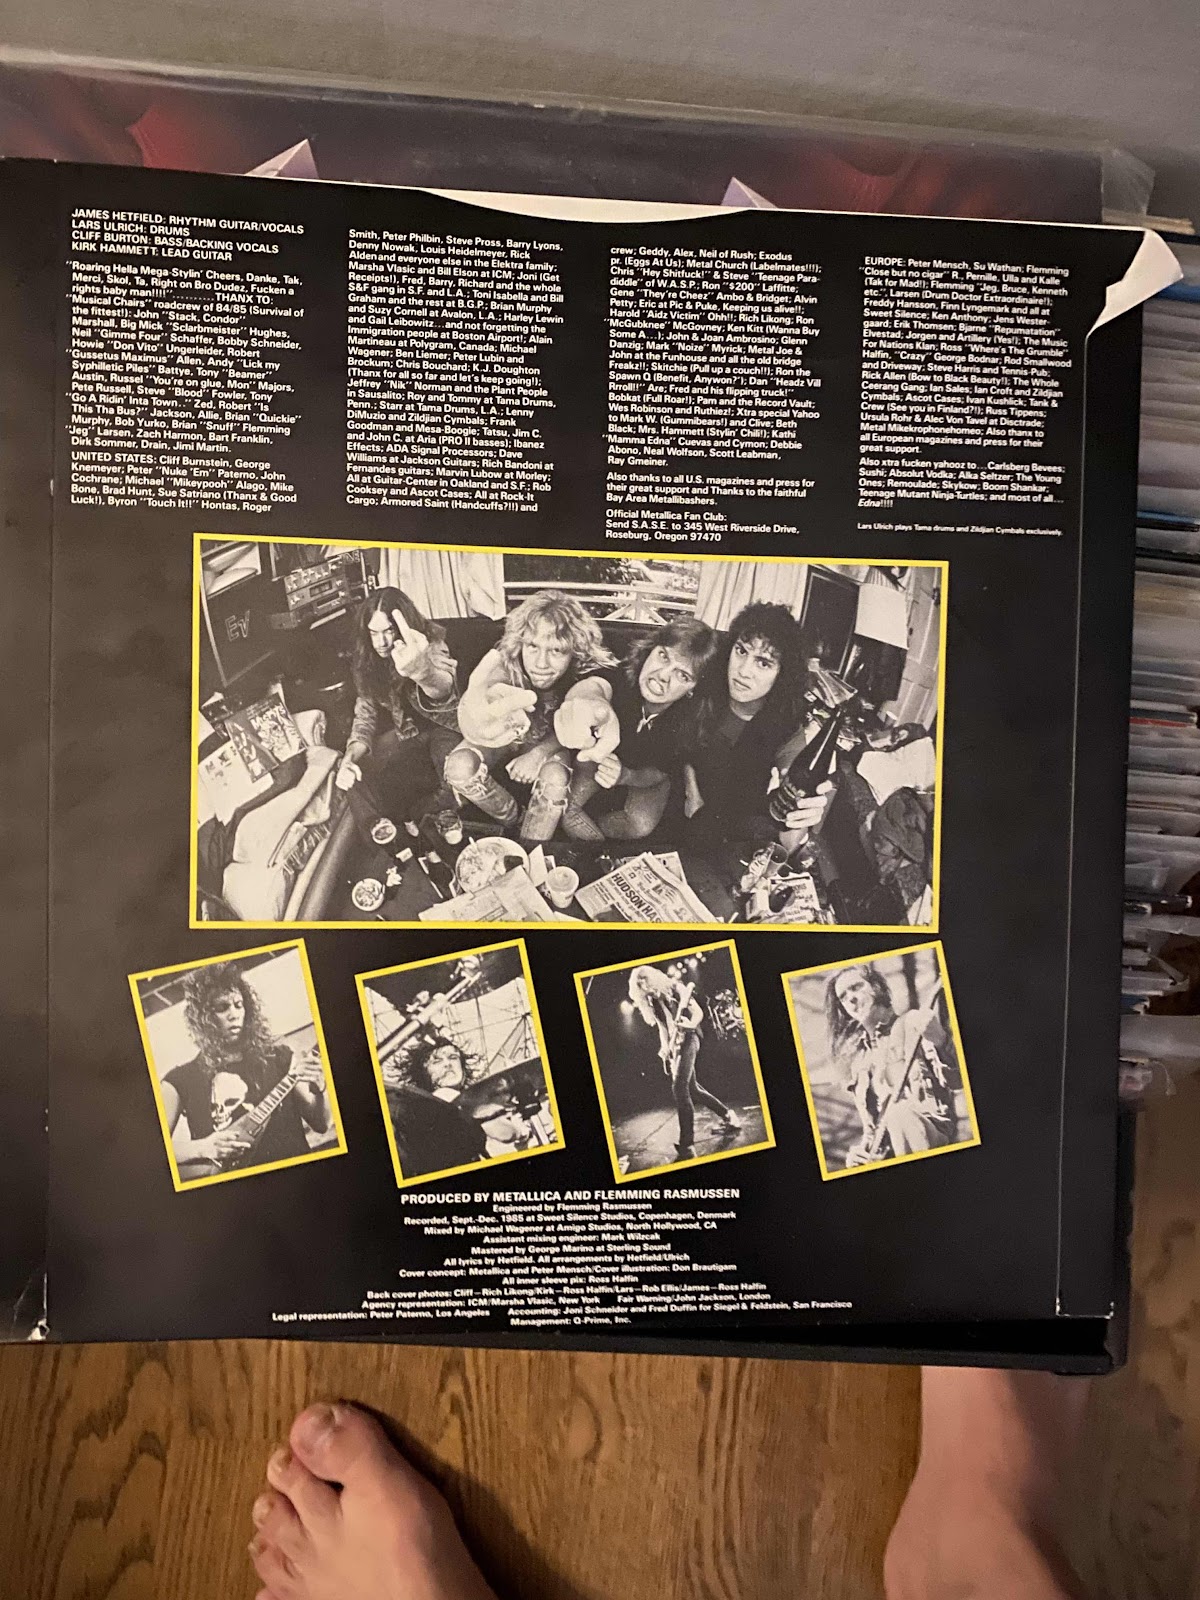 JAMES HETFIELD: RHYTHM GUITAR/VOCALS
LARS ULRICH: DRUMS
CLIFF BURTON: BASS/BACKING VOCALS
KIRK HAMMETT: LEAD GUITAR
"Roaring Hella Mega-Stylin' Cheers, Danke, Tak,
Merci, Skol, Ta, Right on Bro Dudez, Fucken a
rights baby man!!!!"..........THANX TO:
"Musical Chairs" roadcrew of 84/85 (Survival of
the fittest!): John "Stack, Condor"
Marshall, Big Mick "Sclarbmeister" Hughes,
Neil "Gimme Four" Schaffer, Bobby Schneider,
Howie "Don Vito" Ungerleider, Robert
"Gussetus Maximus" Allen, Andy "Lick my
Syphilletic Piles" Battye, Tony "Beamer"
Austin, Russel "You're on glue, Mon" Majors,
Pete Russell, Steve "Blood" Fowler, Tony
"Go A Ridin' Into Town..." Zed, Robert "Is
This Tha Bus?" Jackson, Allie, Brian "Quickie"
Murphy, Bob Yurko, Brian "Snuff" Flemming
"Jeg" Larsen, Zach Harmon, Bart Franklin,
Dirk Sommer, Drain, Jimi Martin.
UNITED STATES: Cliff Burnstein, George
Knemeyer; Peter "Nuke 'Em" Paterno, John
Cochrane; Michael "Mikeypooh" Alago, Mike
Bone, Brad Hunt, Sue Satriano (Thanx & Good
Luck!), Byron "Touch It!!" Hontas, Roger
Smith, Peter Philbin, Steve Pross, Barry Lyons,
Denny Nowak, Louis Heidelmeyer, Rick
Alden and everyone else in the Elektra family;
Marsha Vlasic and Bill Elson at ICM; Joni (Get
Receipts!), Fred, Barry, Richard and the whole
S&F gang in S.F. and L.A.; Toni Isabella and Bill
Graham and the rest at B.G.P.; Brian Murphy
and Suzy Cornell at Avalon, L.A.; Harley Lewin
and Gail Leibowitz...and not forgetting the
Immigration people at Boston Airport!; Alain
Martineau at Polygram, Canada; Michael
Wagener; Ben Liemer; Peter Lubin and
Brockum; Chris Bouchard; K.J. Doughton
(Thanx for all so far and let's keep going!);
Jeffrey "Nik" Norman and the Plant People
in Sausalito; Roy and Tommy at Tama Drums,
Penn.; Starr at Tama Drums, L.A.; Lenny
DiMuzio and Zildjian Cymbals; Frank
Goodman and Mesa-Boogie; Tatsu, Jim C.
and John C. at Aria (PRO II basses); Ibanez
Effects; ADA Signal Processors; Dave
Williams at Jackson Guitars; Rich Bandoni at
Fernandes guitars; Marvin Lubow at Morley;
All at Guitar-Center in Oakland and S.F.; Rob
Cooksey and Ascot Cases; All at Rock-It
Cargo; Armored Saint (Handcuffs?!!) and
crew; Geddy, Alex, Neil of Rush; Exodus
pr. (Eggs At Us); Metal Church (Labelmates!!!);
Chris "Hey Shitfuck!" & Steve "Teenage Para-
diddle" of W.A.S.P.; Ron "$200" Laffitte;
Gene "They're Cheez" Ambo & Bridget; Alvin
Petty; Eric at Pic & Puke, Keeping us alive!!;
Harold "Aidz Victim" Ohh!!; Rich Likong; Ron
"McGubknee" McGovney; Ken Kitt (Wanna Buy
Some A...); John & Joan Ambrosino; Glenn
Danzig, Mark "Noize" Myrick; Metal Joe &
John at the Funhouse and all the old bridge
Freakz!!; Skitchie (Pull up a couch!!); Ron the
Spawn Q (Benefit, Anywon?'); Dan "Headz Vill
Rrroll!!" Are; Fred and his flipping truck!"
Bobkat (Full Roar!); Pam and the Record Vault;
Wes Robinson and Ruthiez!; Xtra special Yahoo
to Mark W. (Gummibears!) and Clive; Beth
Black; Mrs. Hammett (Stylin' Chili!); Kathi
"Mamma Edna" Cuevas and Cymon; Debbie
Abono, Neal Wolfson, Scott Leabman,
Ray Gmeiner.
Also thanks to all U.S. magazines and press for
their great support and Thanks to the faithful
Bay Area Metallibashers.
Official Metallica Fan Club:
Send S.A.S.E. to 345 West Riverside Drive,
Roseburg, Oregon 97470
EUROPE: Peter Mensch, Su Wathan; Flemming
"Close but no cigar" R., Pernille, Ulla and Kalle
(Tak for Mad!); Flemming "Jeg, Bruce, Kenneth
etc.", Larsen (Drum Doctor Extraordinaire!);
Freddy Hansson, Finn Lyngemark and all at
Sweet Silence; Ken Anthony; Jens Wester-
gaard; Erik Thomsen; Bjarne "Repumatation"
Elvestad; Jorgen and Artillery (Yes!); The Music
For Nations Klan; Ross "Where's The Grumble"
Halfin, "Crazy" George Bodnar; Rod Smallwood
and Driveway; Steve Harris and Tennis-Pub;
Rick Allen (Bow to Black Beauty!); The Whole
Ceerang Gang; Ian Sales; Ian Croft and Zildjian
Cymbals; Ascot Cases; Ivan Kushlick; Tank &
Crew (See you in Finland?!); Russ Tippens;
Ursula Rohr & Alec Von Tavel at Disctrade;
Metal Mikekrophonehomeo; Also thanx to
all European magazines and press for their
great support.
Also xtra fucken yahooz to...Carlsberg Bevees;
Sushi; Absolut Vodka; Alka Seltzer; The Young
Ones; Remoulade; Skykow; Boom Shankar;
Teenage Mutant Ninja-Turtles; and most of all....
Edna!!!!
Lars Ulrich plays Tama drums and Zildjian Cymbals exclusively.
EV
MISFITS
HUDSON HAS
PRODUCED BY METALLICA AND FLEMMING RASMUSSEN
Engineered by Flemming Rasmussen
Recorded, Sept.-Dec. 1985 at Sweet Silence Studios, Copenhagen, Denmark
Mixed by Michael Wagener at Amigo Studios, North Hollywood, CA
Assistant mixing engineer: Mark Wilzcak
Mastered by George Marino at Sterling Sound
All lyrics by Hetfield. All arrangements by Hetfield/Ulrich
Cover concept: Metallica and Peter Mensch/Cover illustration: Don Brautigam
All inner sleeve pix: Ross Halfin
Back cover photos: Cliff—Rich Likong/Kirk—Ross Halfin/Lars—Rob Ellis/James—Ross Halfin
Agency representation: ICM/Marsha Vlasic, New York Fair Warning/John Jackson, London
Legal representation: Peter Paterno, Los Angeles Accounting: Joni Schneider and Fred Duffin for Siegel & Feldstein, San Francisco
Management: Q-Prime, Inc.